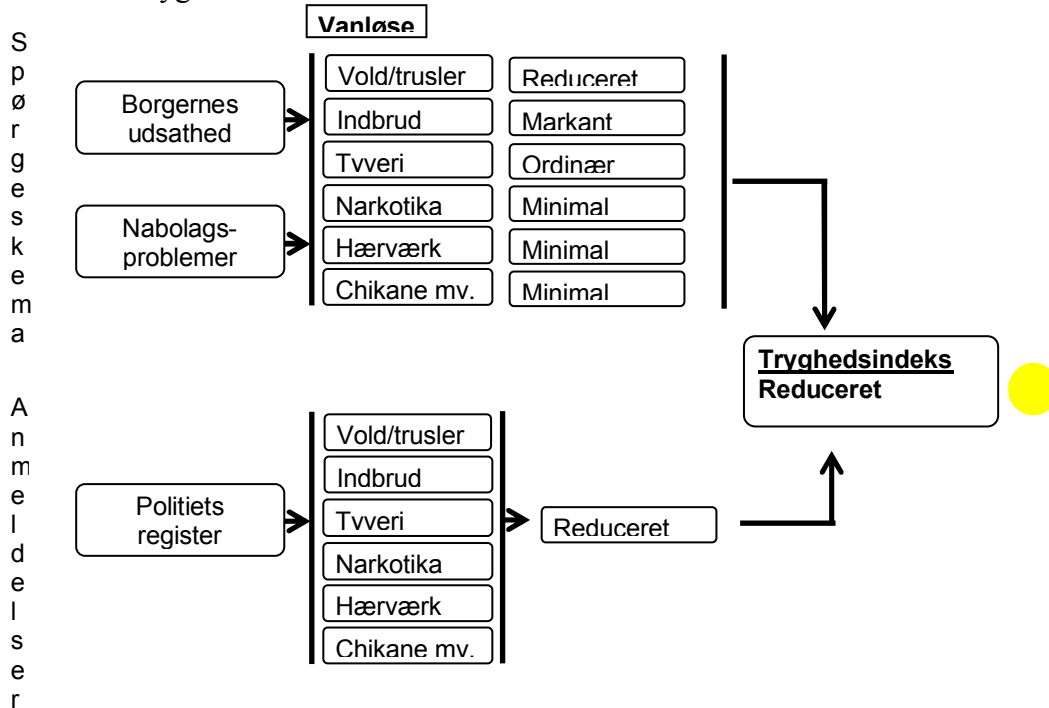 Vanløse
Spørgeskema
Borgernes
udsathed
Nabolags-
problemer
Vold/trusler
Reduceret
Indbrud
Markant
Tyveri
Ordinær
Narkotika
Minimal
Hærværk
Minimal
Chikane mv.
Minimal
Tryghedsindeks
Reduceret
Anmeldelser
Politiets
register
Vold/trusler
Indbrud
Tyveri
Narkotika
Hærværk
Chikane mv.
Reduceret